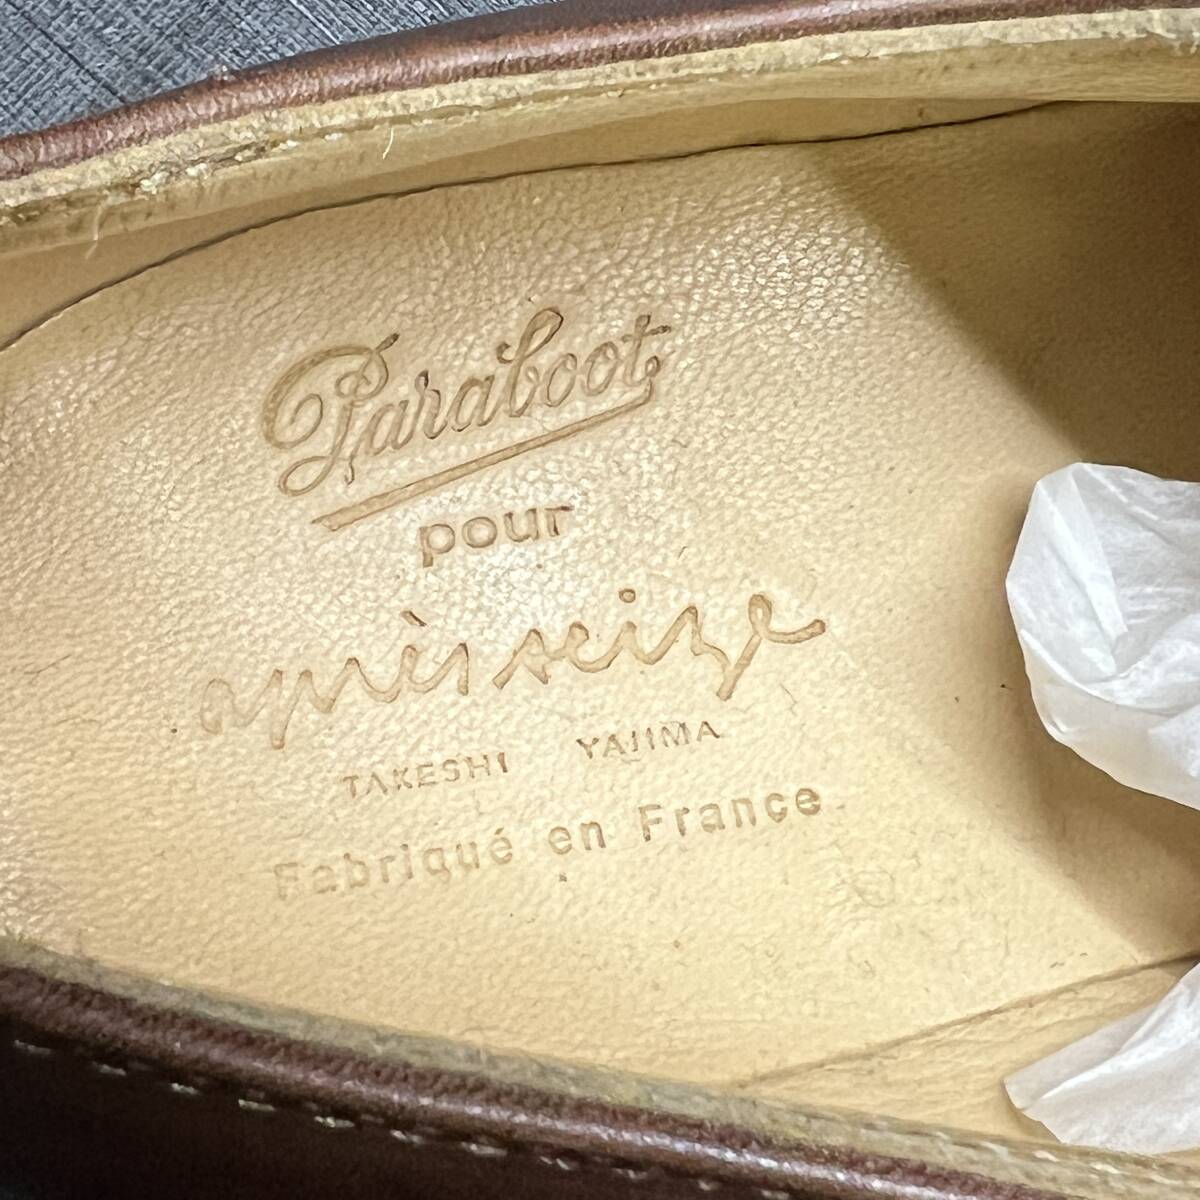 Paraboot
pour
après seize
TAKESHI YAJIMA
Fabriqué en France